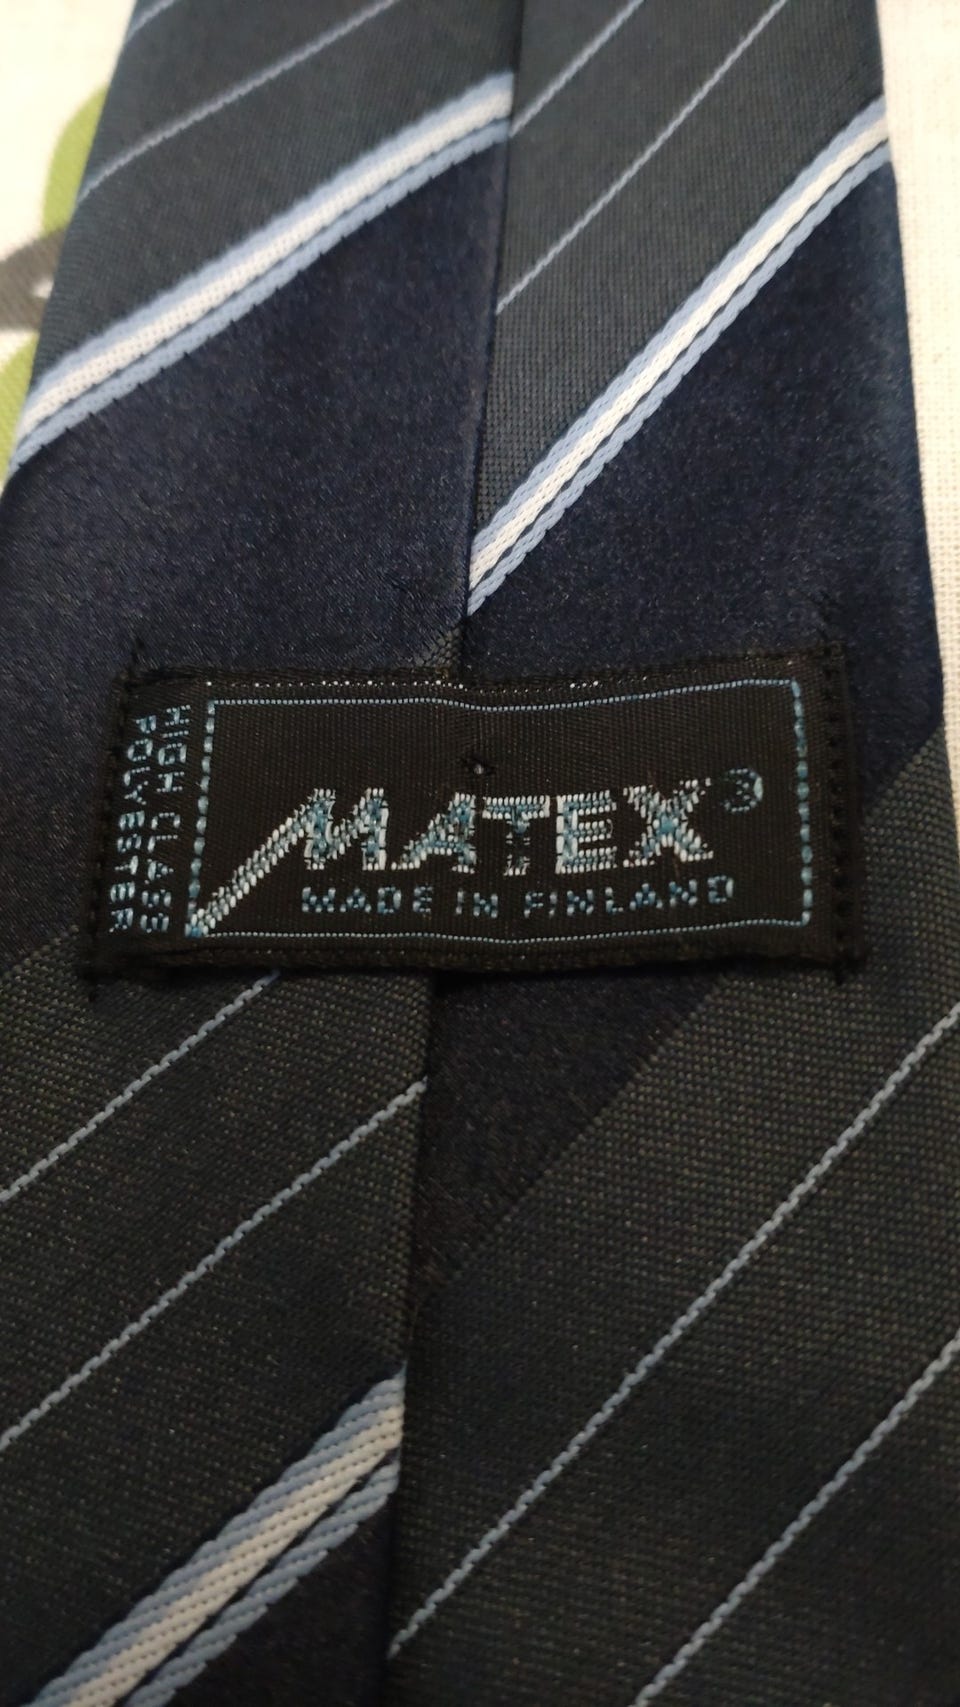 HIGH CLASS
POLYESTER
MATEX®
MADE IN FINLAND